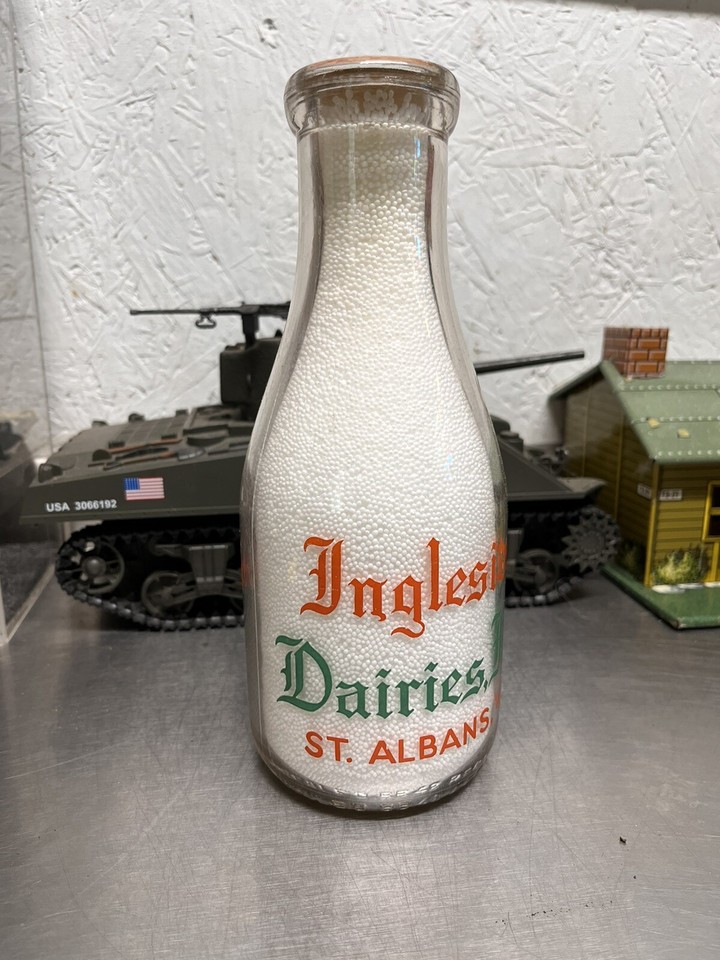 USA 3066192
Ingles
Dairies,
ST. ALBANS,